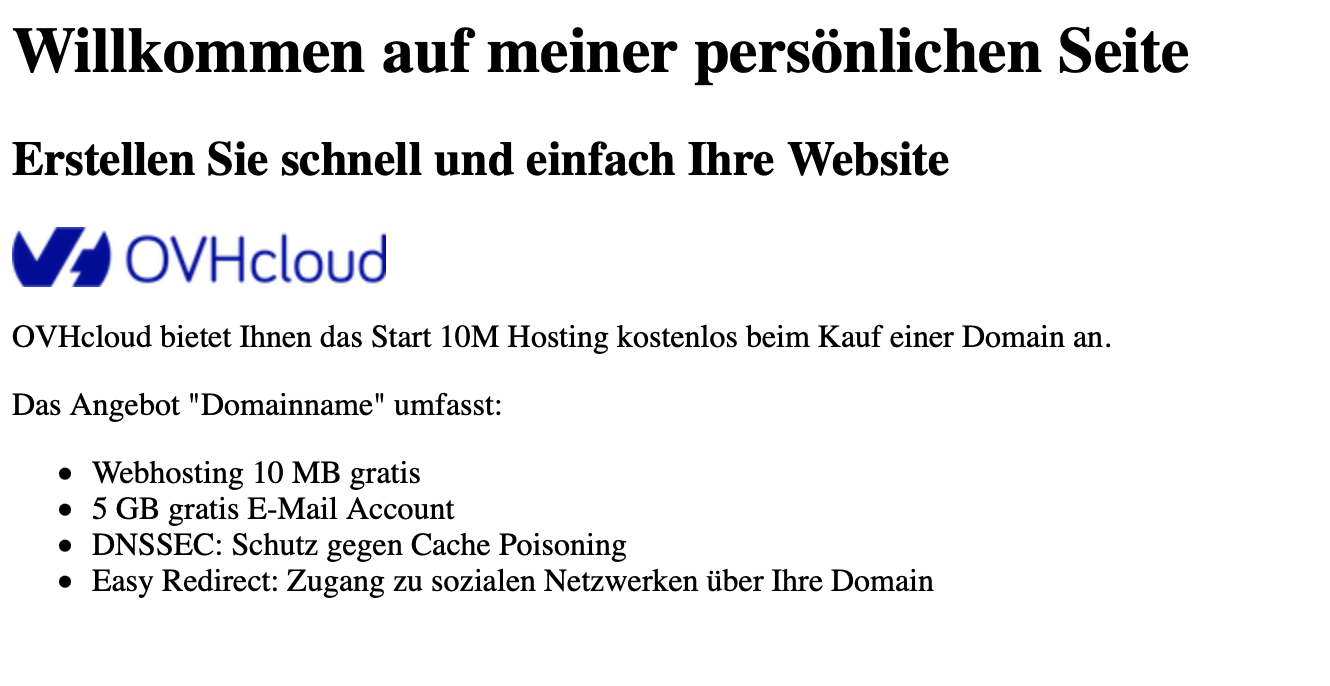 Willkommen auf meiner persönlichen Seite
Erstellen Sie schnell und einfach Ihre Website
OVHcloud
OVHcloud bietet Ihnen das Start 10M Hosting kostenlos beim Kauf einer Domain an.
Das Angebot "Domainname" umfasst:
• Webhosting 10 MB gratis
• 5 GB gratis E-Mail Account
• DNSSEC: Schutz gegen Cache Poisoning
• Easy Redirect: Zugang zu sozialen Netzwerken über Ihre Domain